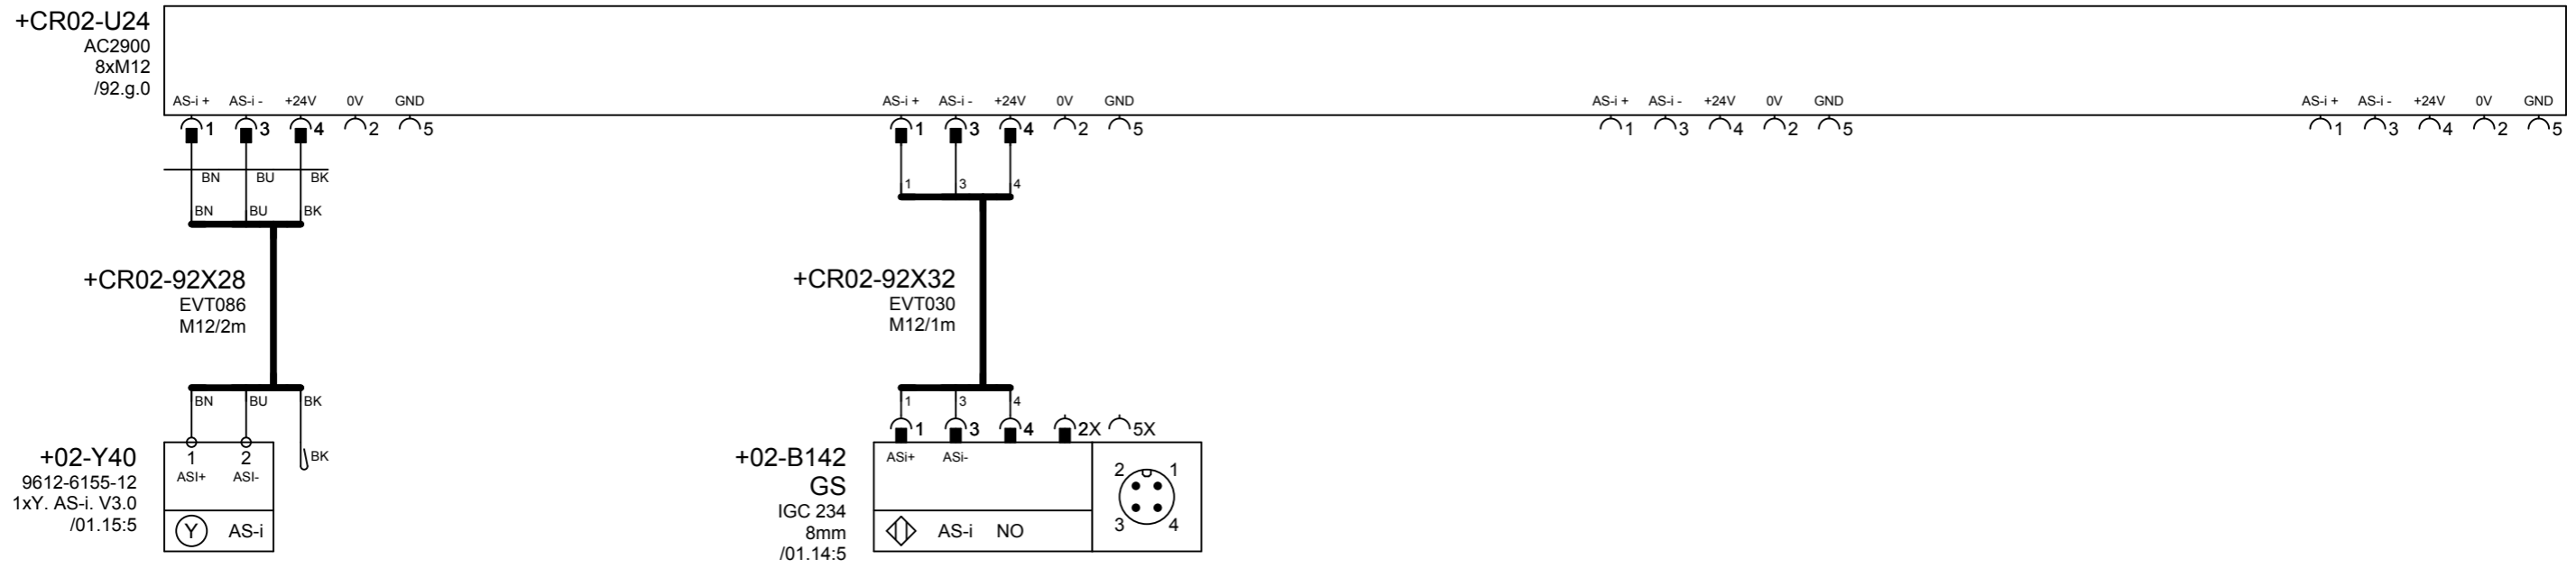 +CR02-U24
AC2900
8xM12
/92.g.0
AS-i + AS-i - +24V 0V GND AS-i + AS-i - +24V 0V GND AS-i + AS-i - +24V 0V GND AS-i + AS-i - +24V 0V GND
1 3 4 2 5 1 3 4 2 5 1 3 4 2 5 1 3 4 2 5
BN BU BK
1 3 4
BN BU BK
+CR02-92X28
EVT086
M12/2m
+CR02-92X32
EVT030
M12/1m
BN BU BK
1 3 4
1 3 4 2X 5X
+02-Y40
9612-6155-12
1xY. AS-i. V3.0
/01.15:5
1 2 BK
ASI+ ASI-
Y AS-i
+02-B142
GS
IGC 234
8mm
/01.14:5
ASi+ ASi-
AS-i NO
2 1
3 4